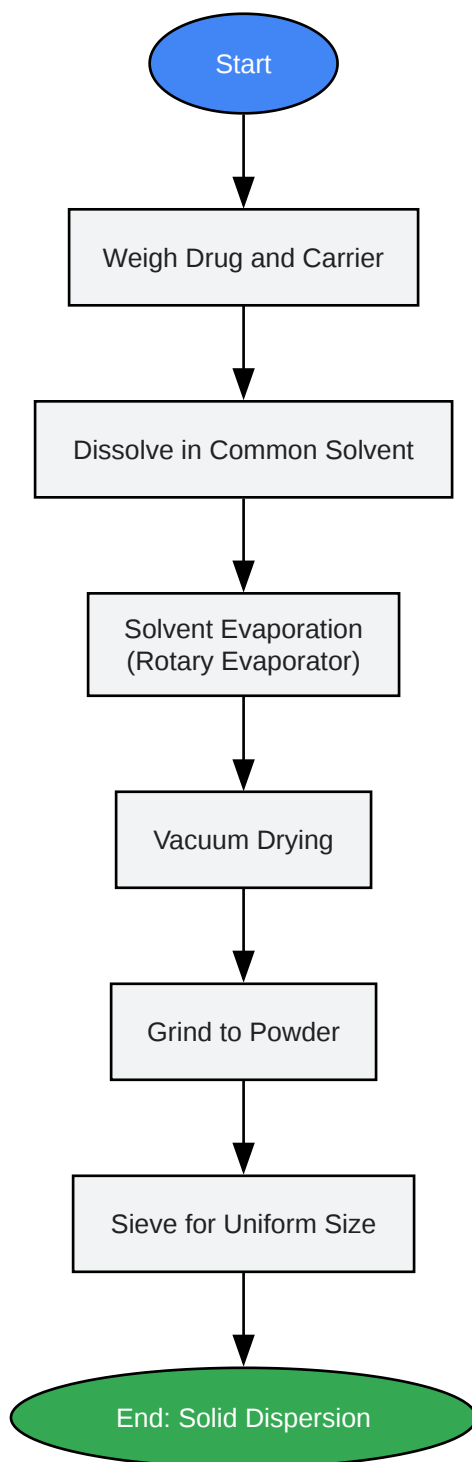 Start
Weigh Drug and Carrier
Dissolve in Common Solvent
Solvent Evaporation
(Rotary Evaporator)
Vacuum Drying
Grind to Powder
Sieve for Uniform Size
End: Solid Dispersion